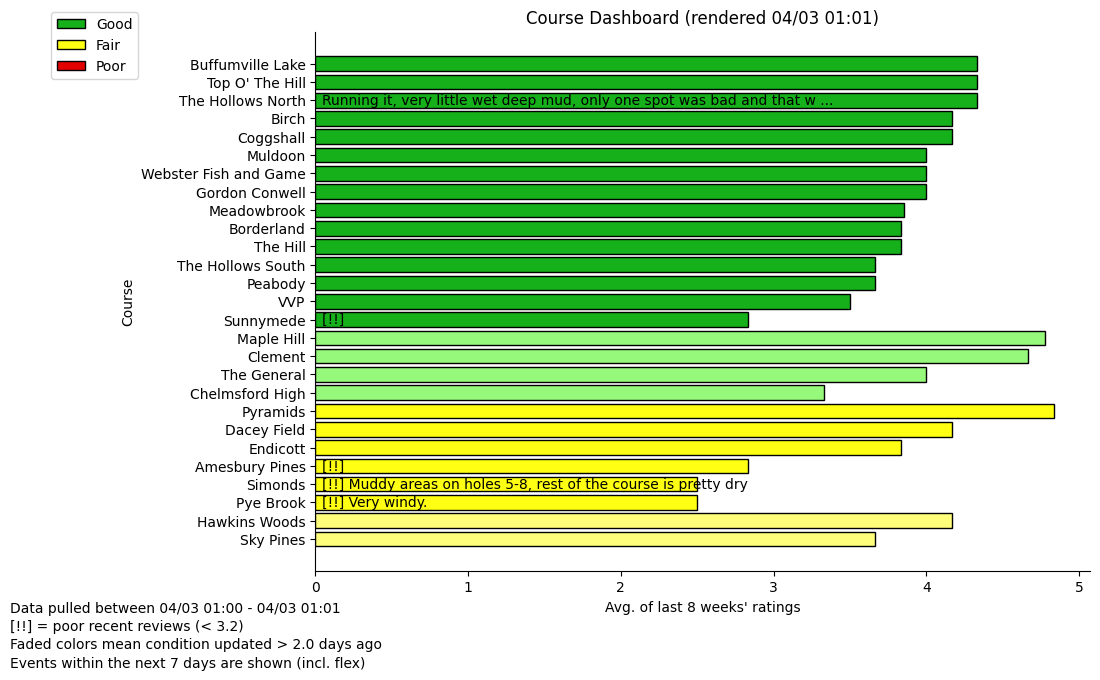 Good
Fair
Poor
Course Dashboard (rendered 04/03 01:01)
Course
Buffumville Lake
Top O' The Hill
The Hollows North
Running it, very little wet deep mud, only one spot was bad and that w ...
Birch
Coggshall
Muldoon
Webster Fish and Game
Gordon Conwell
Meadowbrook
Borderland
The Hill
The Hollows South
Peabody
VVP
Sunnymede
[!!]
Maple Hill
Clement
The General
Chelmsford High
Pyramids
Dacey Field
Endicott
Amesbury Pines
[!!]
Simonds
[!!] Muddy areas on holes 5-8, rest of the course is pretty dry
Pye Brook
[!!] Very windy.
Hawkins Woods
Sky Pines
0 1 2 3 4 5
Avg. of last 8 weeks' ratings
Data pulled between 04/03 01:00 - 04/03 01:01
[!!] = poor recent reviews (< 3.2)
Faded colors mean condition updated > 2.0 days ago
Events within the next 7 days are shown (incl. flex)